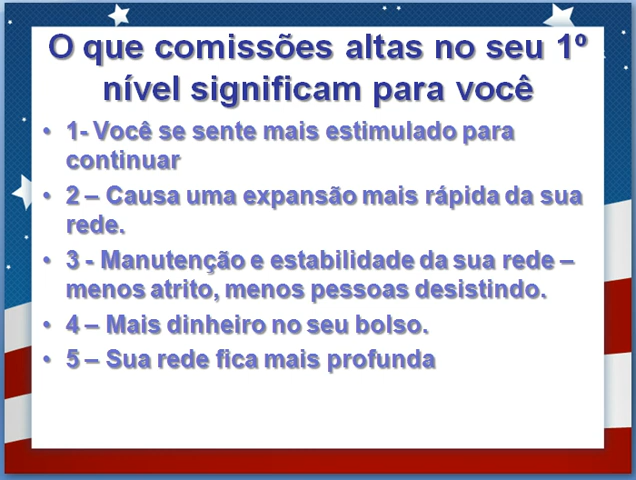 O que comissões altas no seu 1º
nível significam para você
• 1- Você se sente mais estimulado para
continuar
• 2 – Causa uma expansão mais rápida da sua
rede.
• 3 - Manutenção e estabilidade da sua rede –
menos atrito, menos pessoas desistindo.
• 4 – Mais dinheiro no seu bolso.
• 5 – Sua rede fica mais profunda